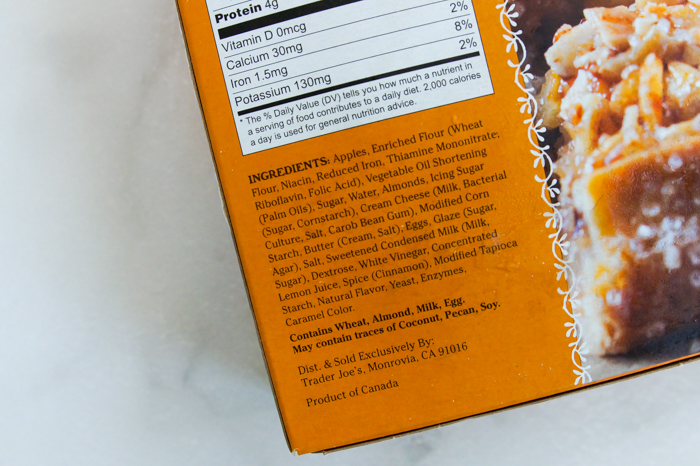 Protein 4g
Vitamin D 0mcg
Calcium 30mg 2%
Iron 1.5mg 8%
Potassium 130mg 2%
* The % Daily Value (DV) tells you how much a nutrient in
a serving of food contributes to a daily diet. 2,000 calories
a day is used for general nutrition advice.
INGREDIENTS: Apples, Enriched Flour (Wheat
Flour, Niacin, Reduced Iron, Thiamine Mononitrate,
Riboflavin, Folic Acid), Vegetable Oil Shortening
(Palm Oils), Sugar, Water, Almonds, Icing Sugar
(Sugar, Cornstarch), Cream Cheese (Milk, Bacterial
Culture, Salt, Carob Bean Gum), Modified Corn
Starch, Butter (Cream, Salt), Eggs, Glaze (Sugar,
Agar), Salt, Sweetened Condensed Milk (Milk,
Sugar), Dextrose, White Vinegar, Concentrated
Lemon Juice, Spice (Cinnamon), Modified Tapioca
Starch, Natural Flavor, Yeast, Enzymes,
Caramel Color.
Contains Wheat, Almond, Milk, Egg.
May contain traces of Coconut, Pecan, Soy.
Dist. & Sold Exclusively By:
Trader Joe's, Monrovia, CA 91016
Product of Canada